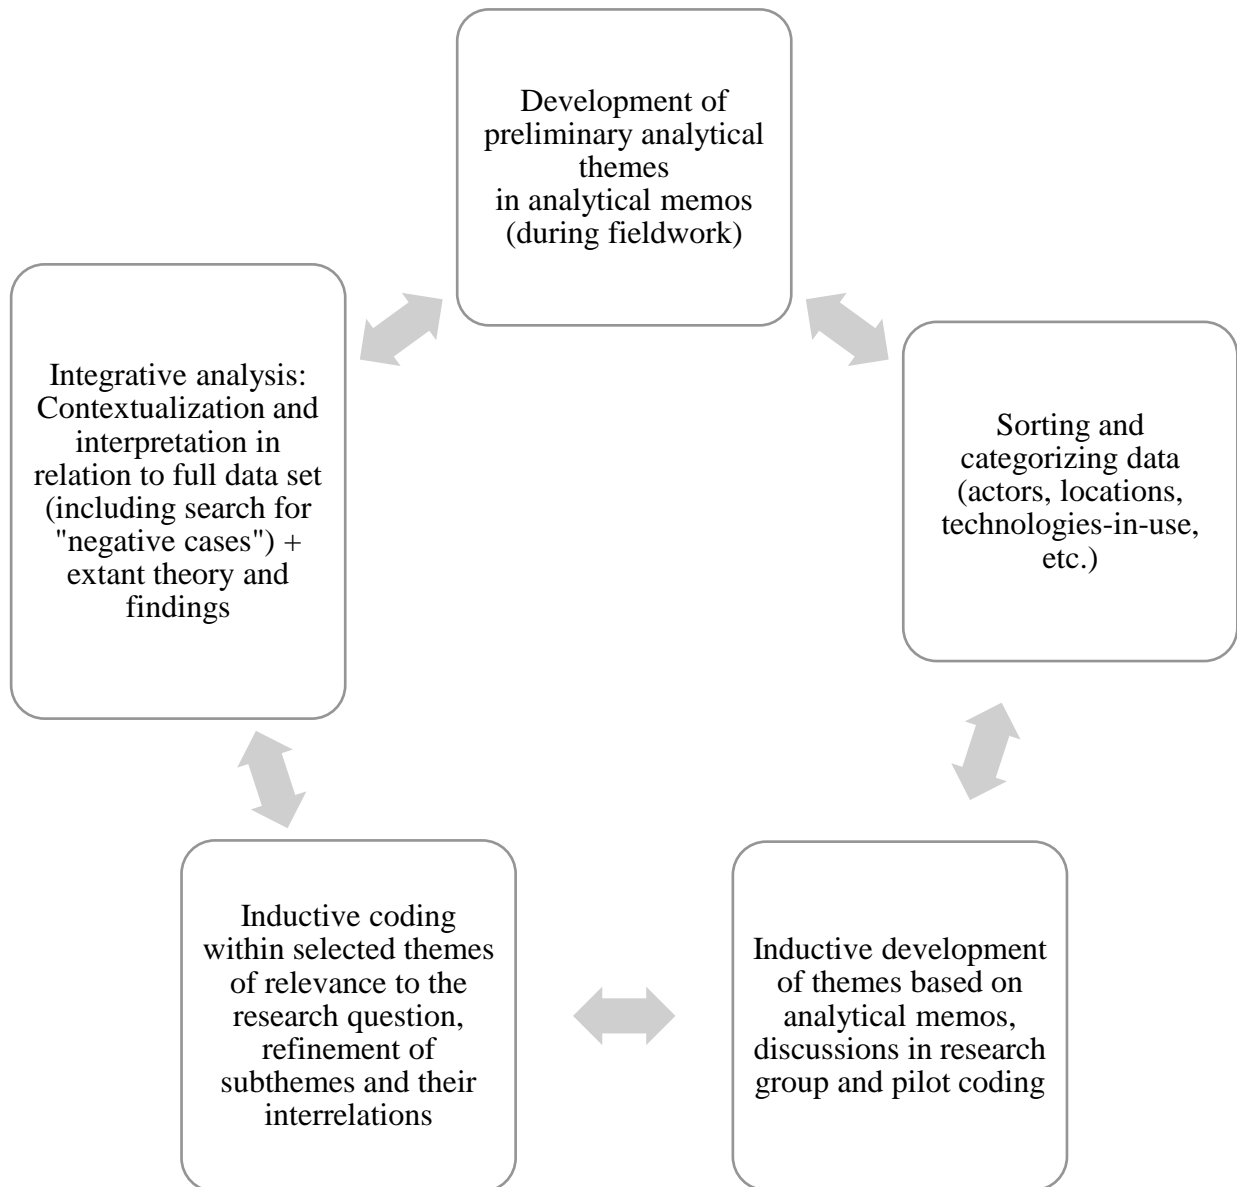 Development of
preliminary analytical
themes
in analytical memos
(during fieldwork)
Sorting and
categorizing data
(actors, locations,
technologies-in-use,
etc.)
Inductive development
of themes based on
analytical memos,
discussions in research
group and pilot coding
Inductive coding
within selected themes
of relevance to the
research question,
refinement of
subthemes and their
interrelations
Integrative analysis:
Contextualization and
interpretation in
relation to full data set
(including search for
"negative cases") +
extant theory and
findings